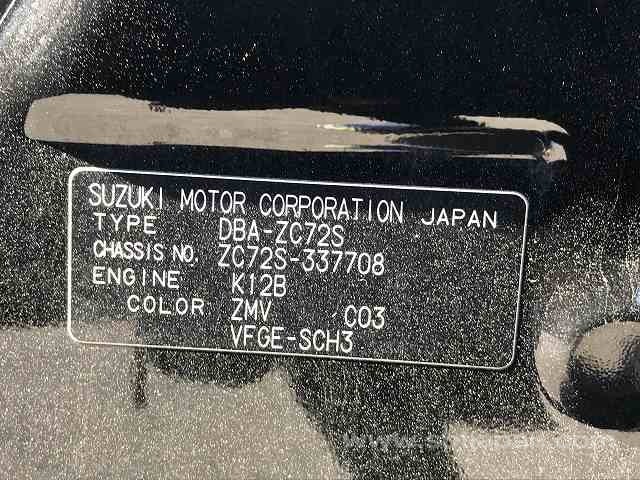 SUZUKI MOTOR CORPORATION JAPAN
TYPE DBA-ZC72S
CHASSIS NO. ZC72S-337708
ENGINE K12B
COLOR ZMV C03
VFGE-SCH3